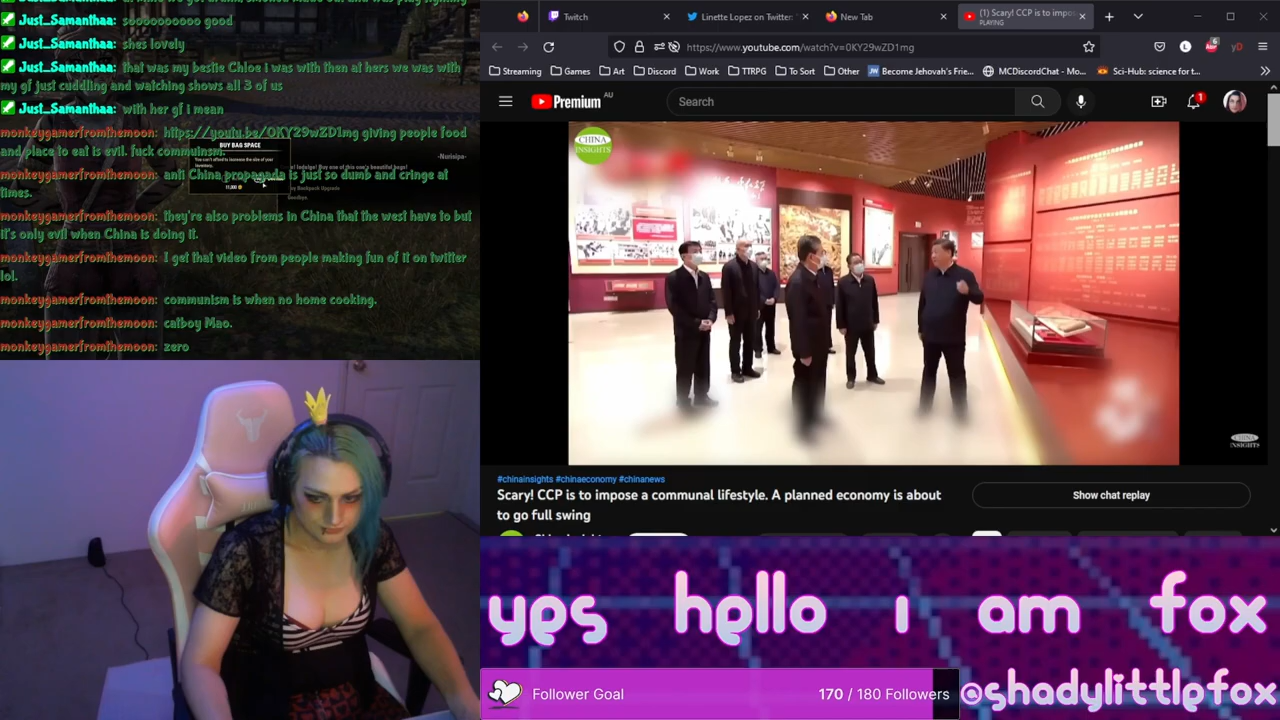 Just_Samanthaa: soooooooooo good
Just_Samanthaa: shes lovely
Just_Samanthaa: that was my bestie Chloe i was with then at hers we was with
my gf just cuddling and watching shows all 3 of us
Just_Samanthaa: with her gf i mean
monkeygamerfromthemoon: https://youtu.be/0KY29wZD1mg giving people food
and place to eat is evil. fuck commuinsm.
BUY BAG SPACE
monkeygamerfromthemoon: anti China propaganda is just so dumb and cringe at
times.
monkeygamerfromthemoon: they're also problems in China that the west have to but
it's only evil when China is doing it.
monkeygamerfromthemoon: I get that video from people making fun of it on twitter
lol.
monkeygamerfromthemoon: communism is when no home cooking.
monkeygamerfromthemoon: catboy Mao.
monkeygamerfromthemoon: zero
Twitch
Linette Lopez on Twitter:
New Tab
(1) Scary! CCP is to impos
PLAYING
https://www.youtube.com/watch?v=0KY29wZD1mg
Streaming
Games
Art
Discord
Work
TTRPG
To Sort
Other
Become Jehovah's Frie...
MCDiscordChat - Mo...
Sci-Hub: science for t...
Premium AU
Search
CHINA
INSIGHTS
CHINA
INSIGHTS
#chinainsights #chinaeconomy #chinanews
Scary! CCP is to impose a communal lifestyle. A planned economy is about
to go full swing
Show chat replay
yes hello i am fox
Follower Goal
170 / 180 Followers
@shadylittlefox